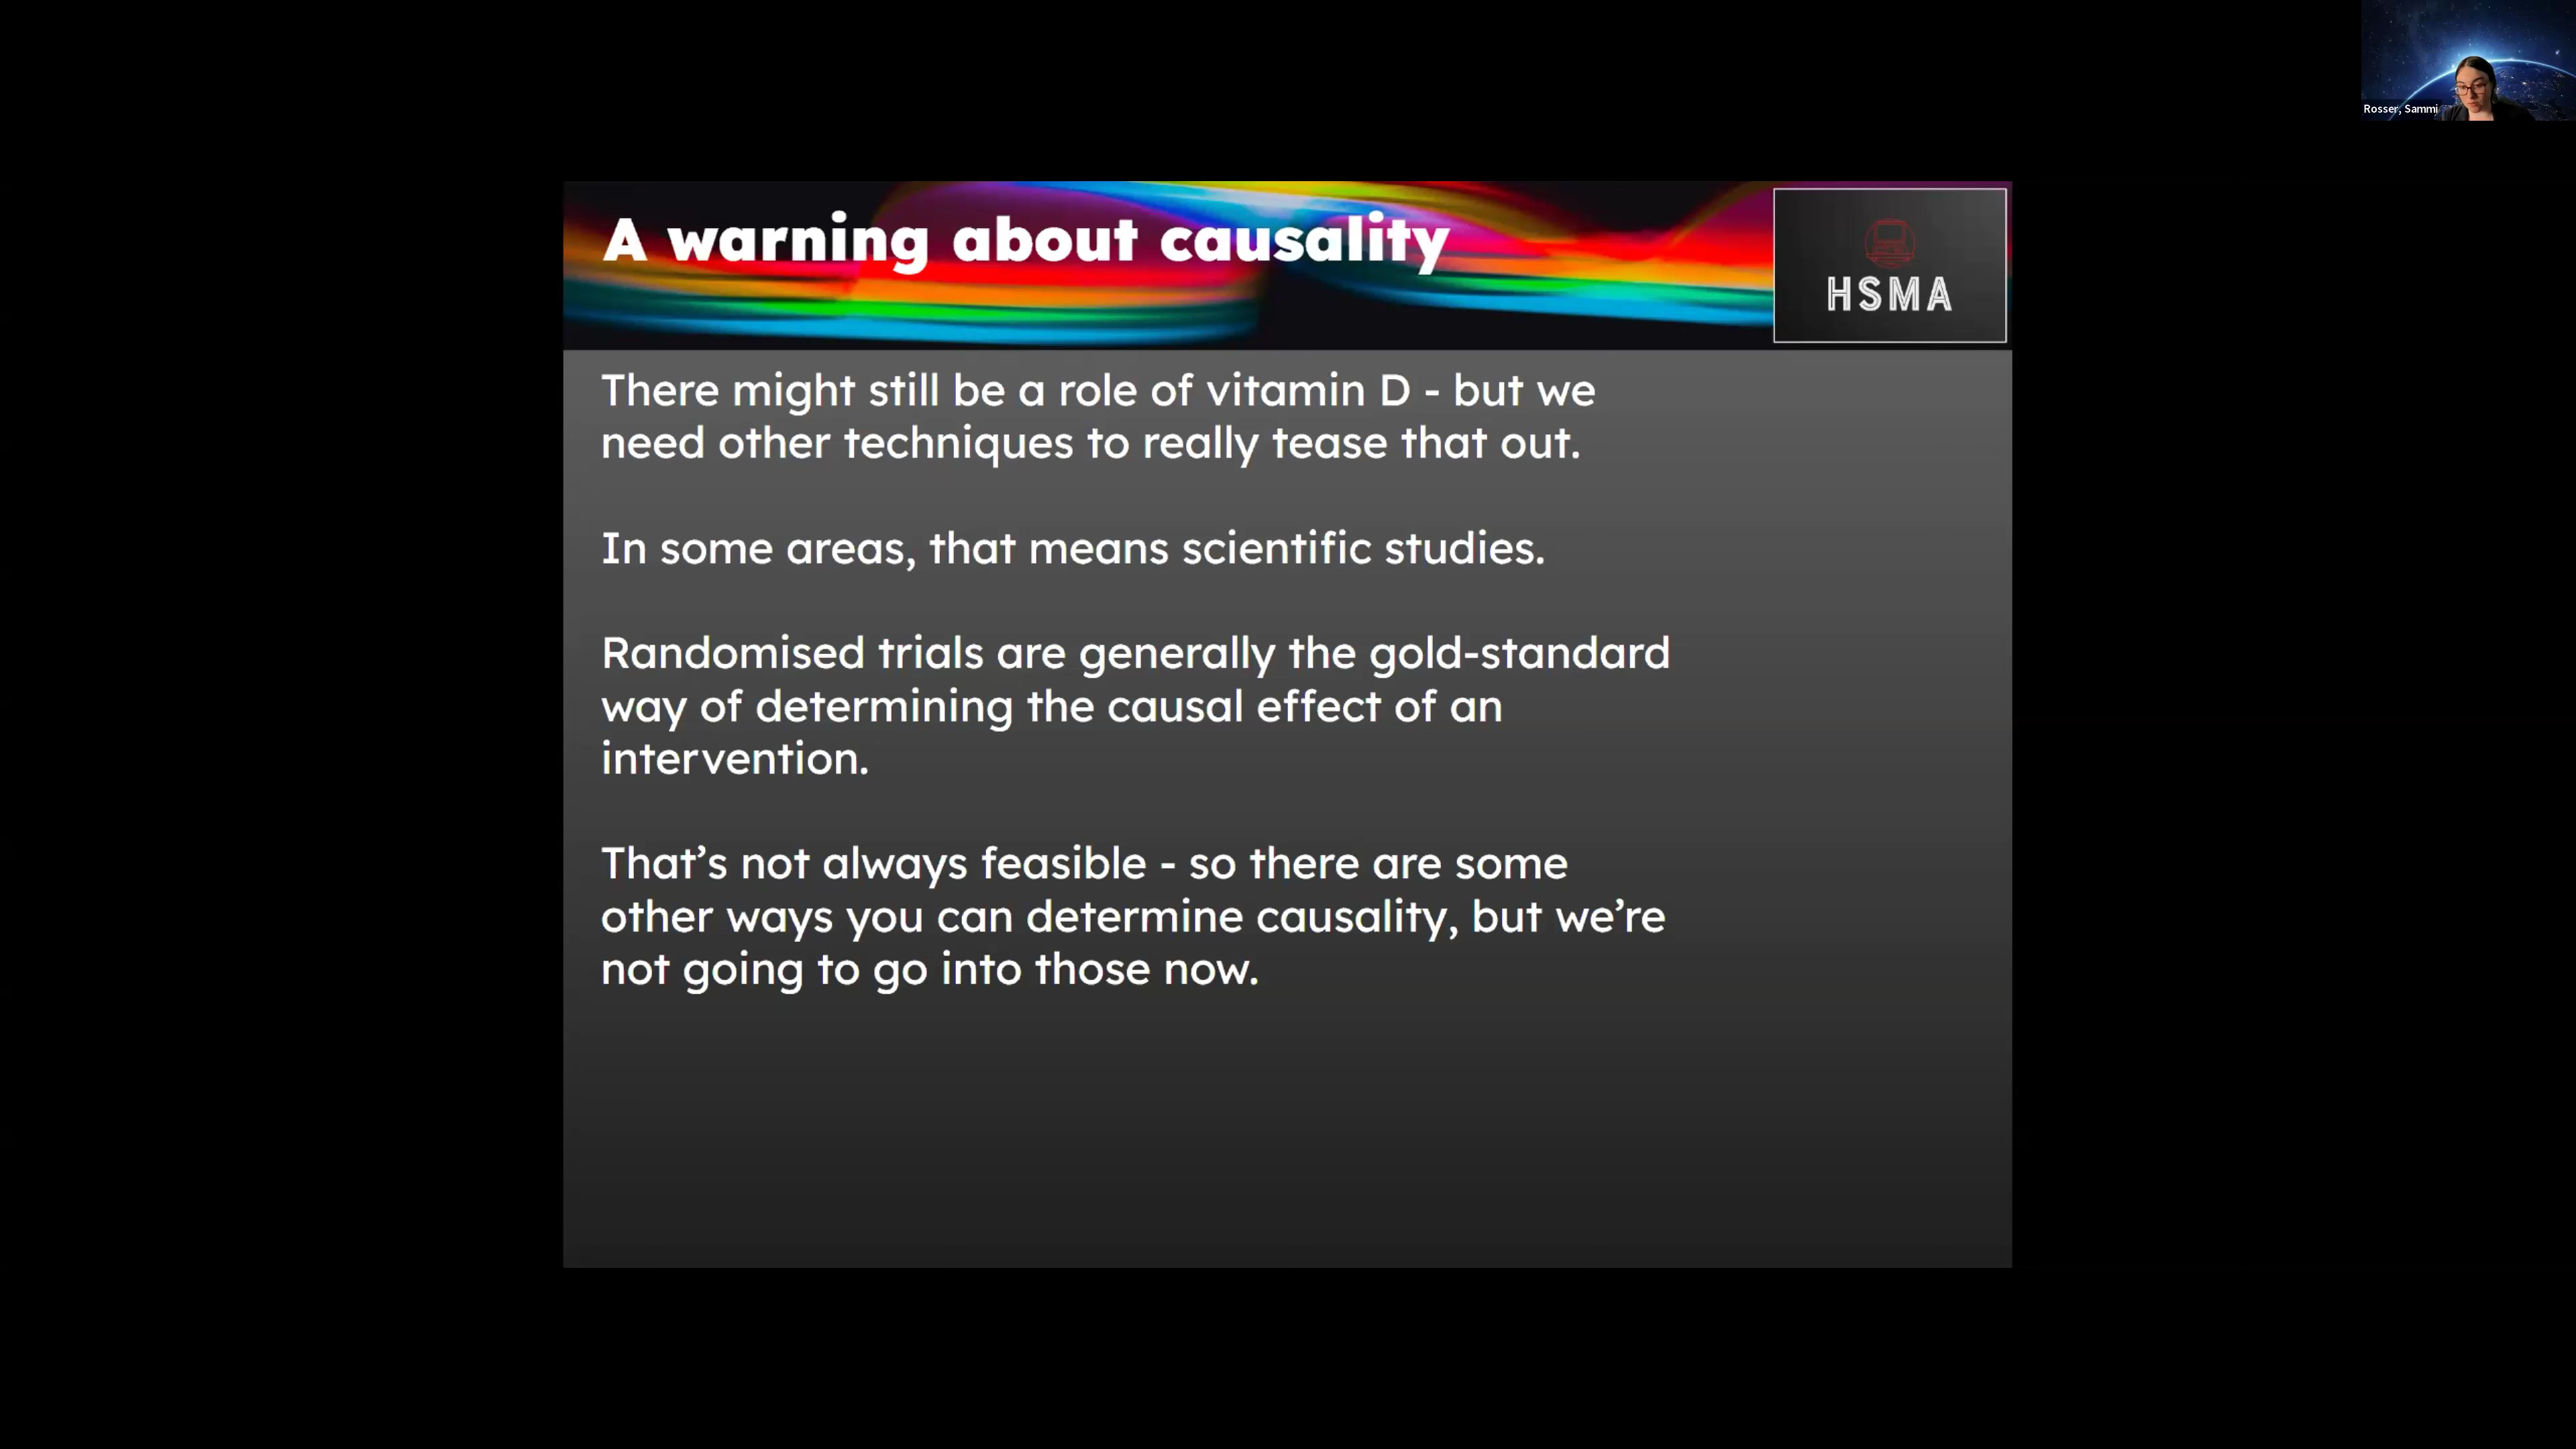 Rosser, Sammi
A warning about causality
HSMA
There might still be a role of vitamin D - but we
need other techniques to really tease that out.
In some areas, that means scientific studies.
Randomised trials are generally the gold-standard
way of determining the causal effect of an
intervention.
That’s not always feasible - so there are some
other ways you can determine causality, but we’re
not going to go into those now.